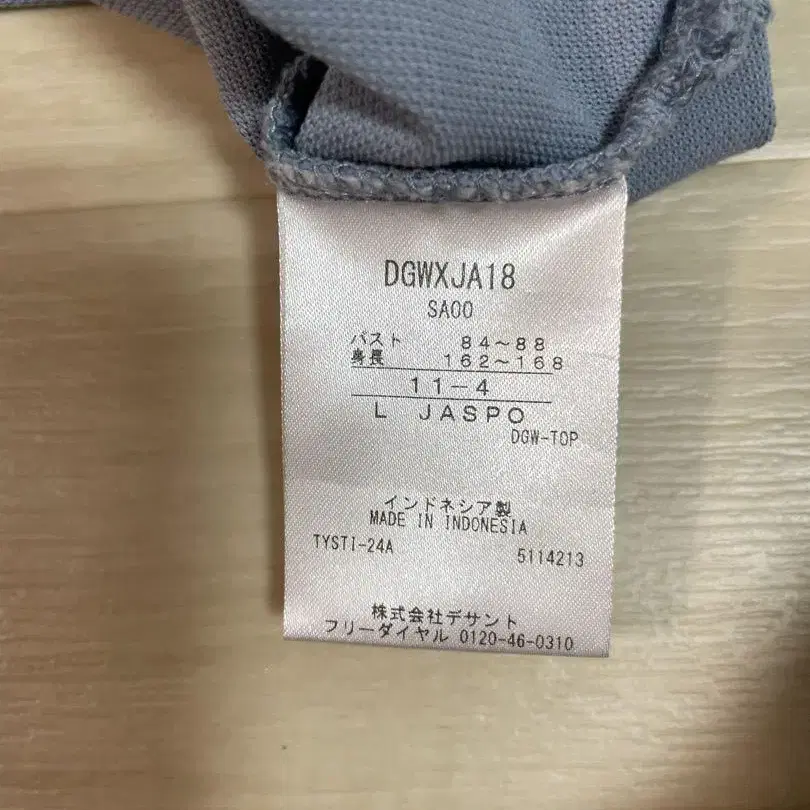 DGWXJA18
SA00
バスト 84～88
身長 162～168
11-4
L JASPO
DGW-TOP
インドネシア製
MADE IN INDONESIA
TYSTI-24A 5114213
株式会社デサント
フリーダイヤル 0120-46-0310